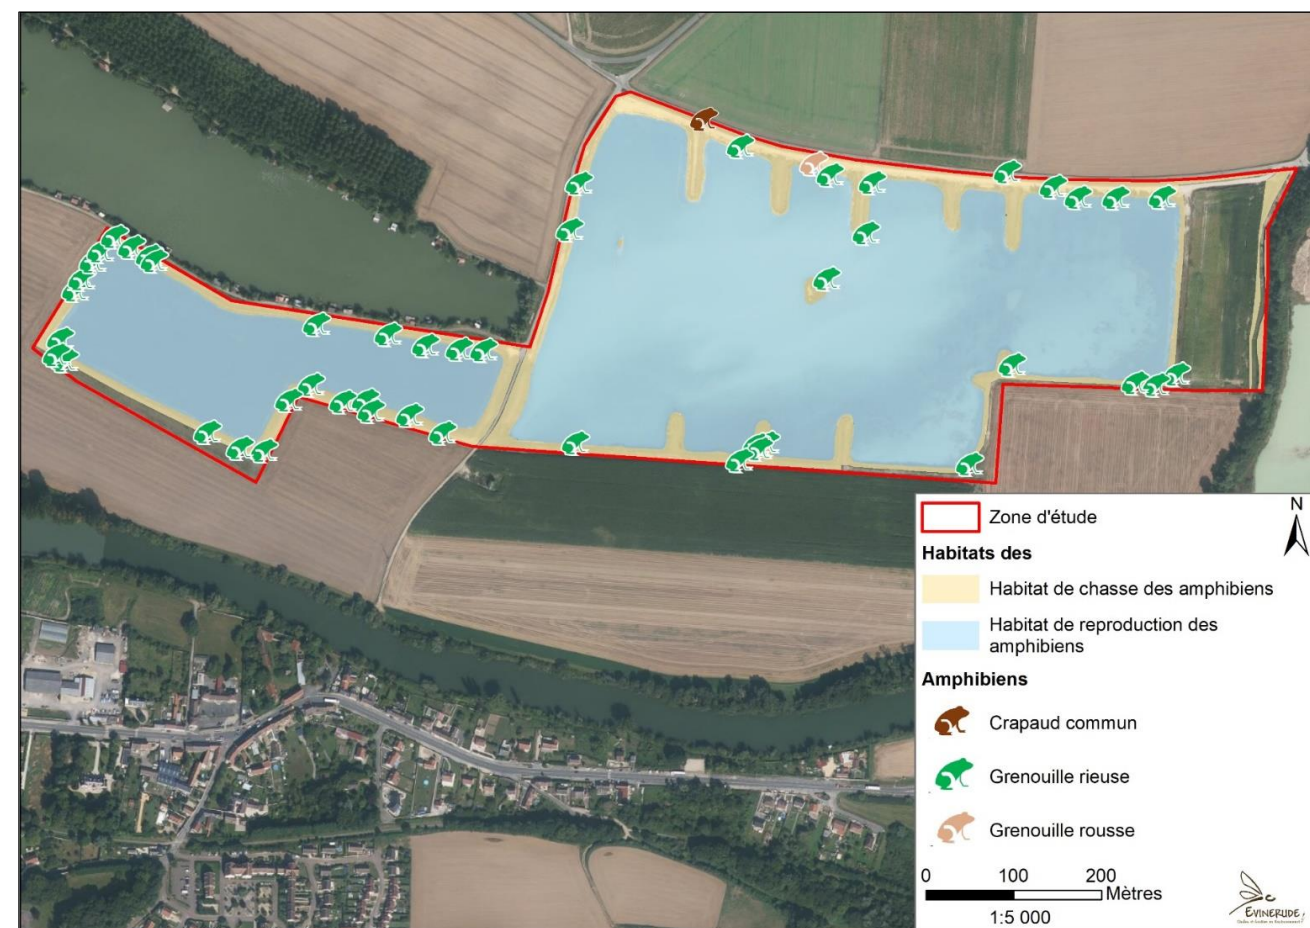 Zone d'étude
N
Habitats des
Habitat de chasse des amphibiens
Habitat de reproduction des
amphibiens
Amphibiens
Crapaud commun
Grenouille rieuse
Grenouille rousse
0 100 200
Mètres
1:5 000
EVINERUDE